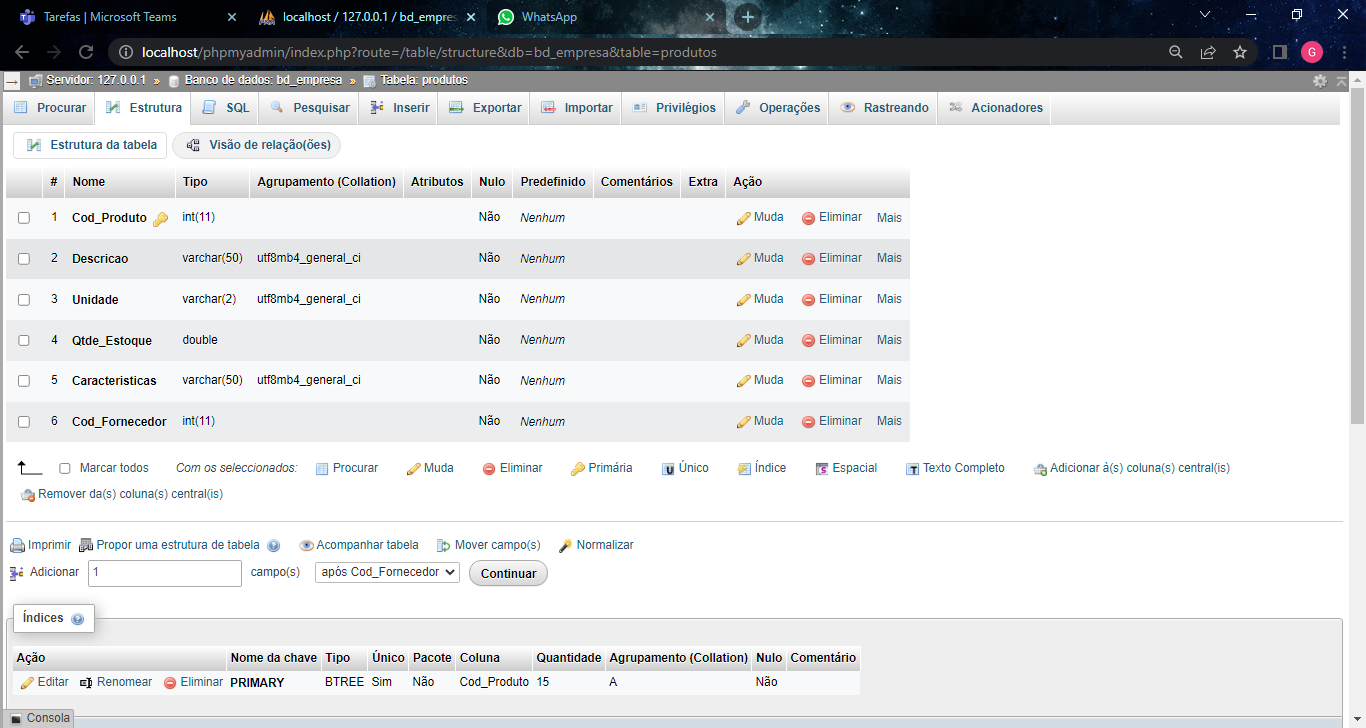 Tarefas | Microsoft Teams
localhost / 127.0.0.1 / bd_empres
WhatsApp
localhost/phpmyadmin/index.php?route=/table/structure&db=bd_empresa&table=produtos
G
Servidor: 127.0.0.1 » Banco de dados: bd_empresa » Tabela: produtos
Procurar Estrutura SQL Pesquisar Inserir Exportar Importar Privilégios Operações Rastreando Acionadores
Estrutura da tabela Visão de relação(ões)
# Nome Tipo Agrupamento (Collation) Atributos Nulo Predefinido Comentários Extra Ação
1 Cod_Produto int(11) Não Nenhum Muda Eliminar Mais
2 Descricao varchar(50) utf8mb4_general_ci Não Nenhum Muda Eliminar Mais
3 Unidade varchar(2) utf8mb4_general_ci Não Nenhum Muda Eliminar Mais
4 Qtde_Estoque double Não Nenhum Muda Eliminar Mais
5 Caracteristicas varchar(50) utf8mb4_general_ci Não Nenhum Muda Eliminar Mais
6 Cod_Fornecedor int(11) Não Nenhum Muda Eliminar Mais
Marcar todos Com os seleccionados: Procurar Muda Eliminar Primária Único Índice Espacial Texto Completo Adicionar à(s) coluna(s) central(is)
Remover da(s) coluna(s) central(is)
Imprimir Propor uma estrutura de tabela Acompanhar tabela Mover campo(s) Normalizar
Adicionar 1 campo(s) após Cod_Fornecedor Continuar
Índices
Ação Nome da chave Tipo Único Pacote Coluna Quantidade Agrupamento (Collation) Nulo Comentário
Editar Renomear Eliminar PRIMARY BTREE Sim Não Cod_Produto 15 A Não
Consola